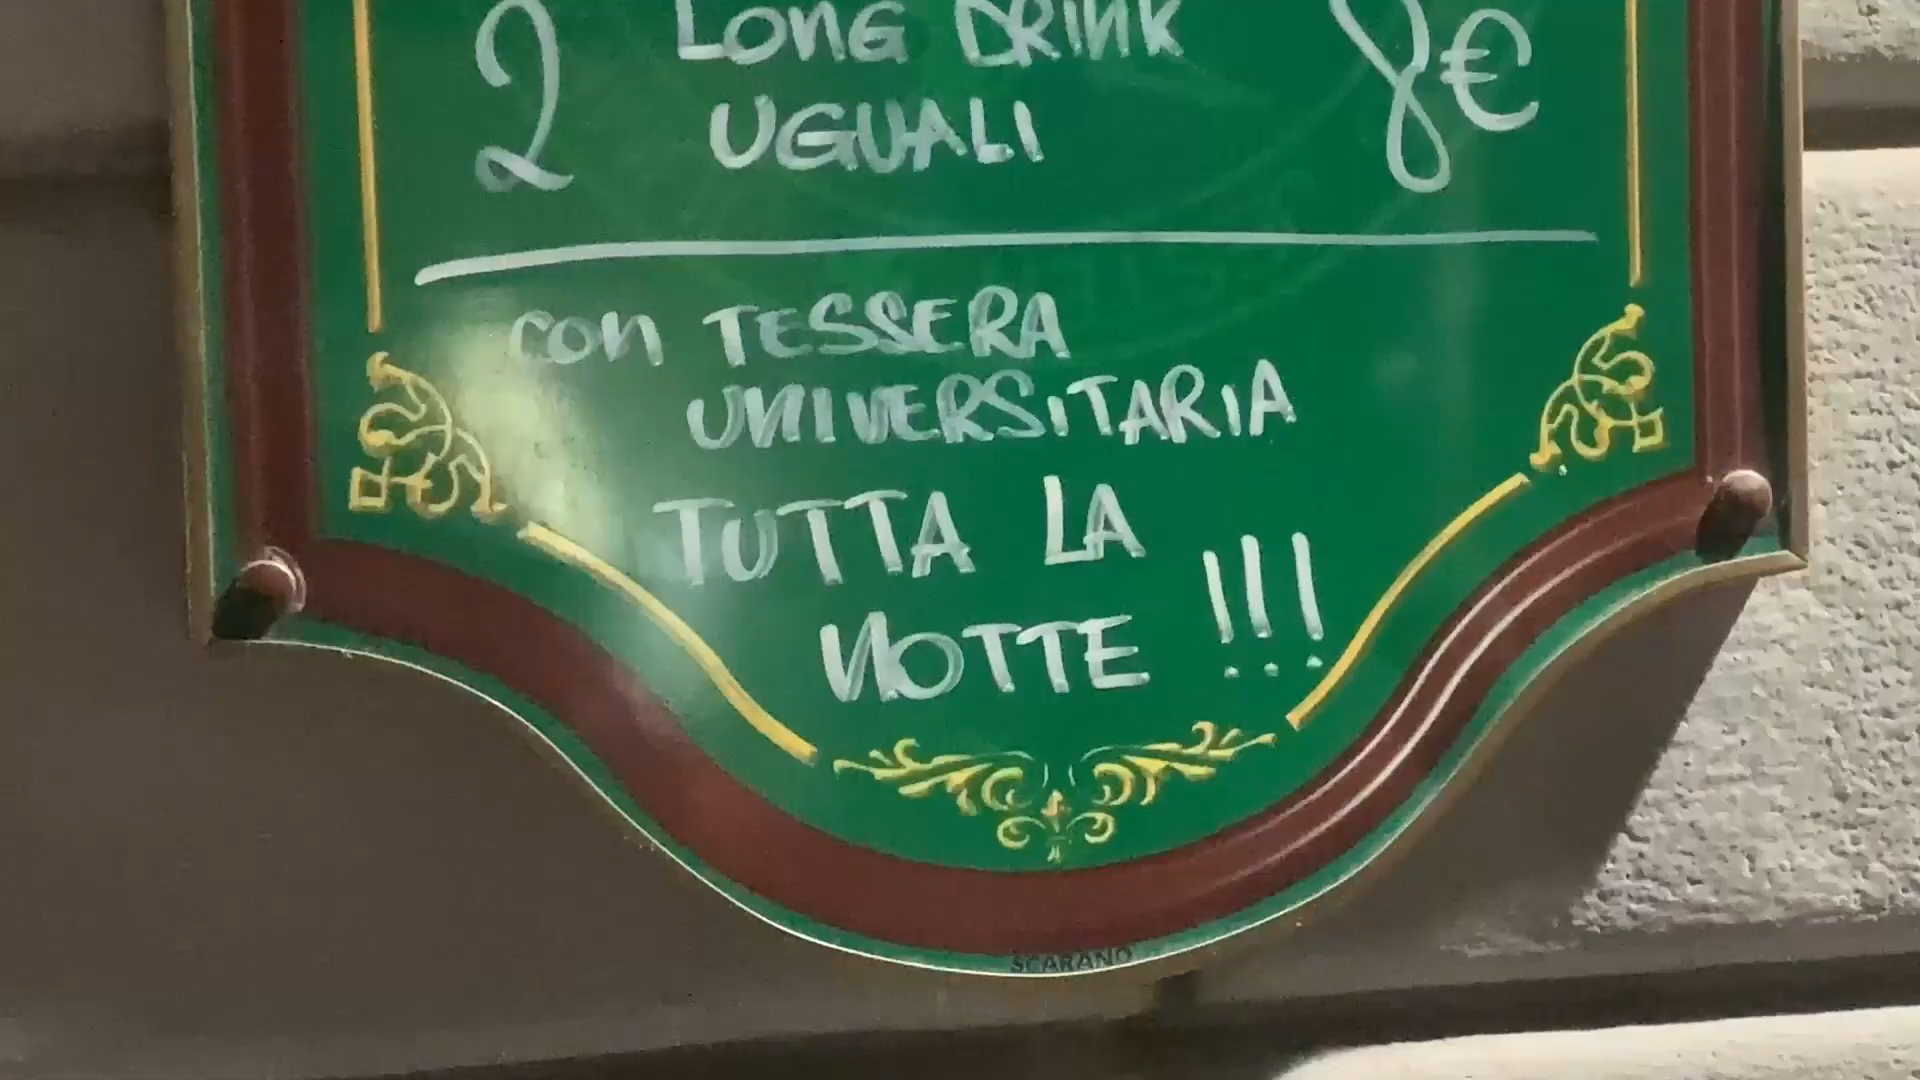 2 LONG DRINK 8€
UGUALI
con TESSERA
UNIVERSITARIA
TUTTA LA
NOTTE !!!
SCARANO